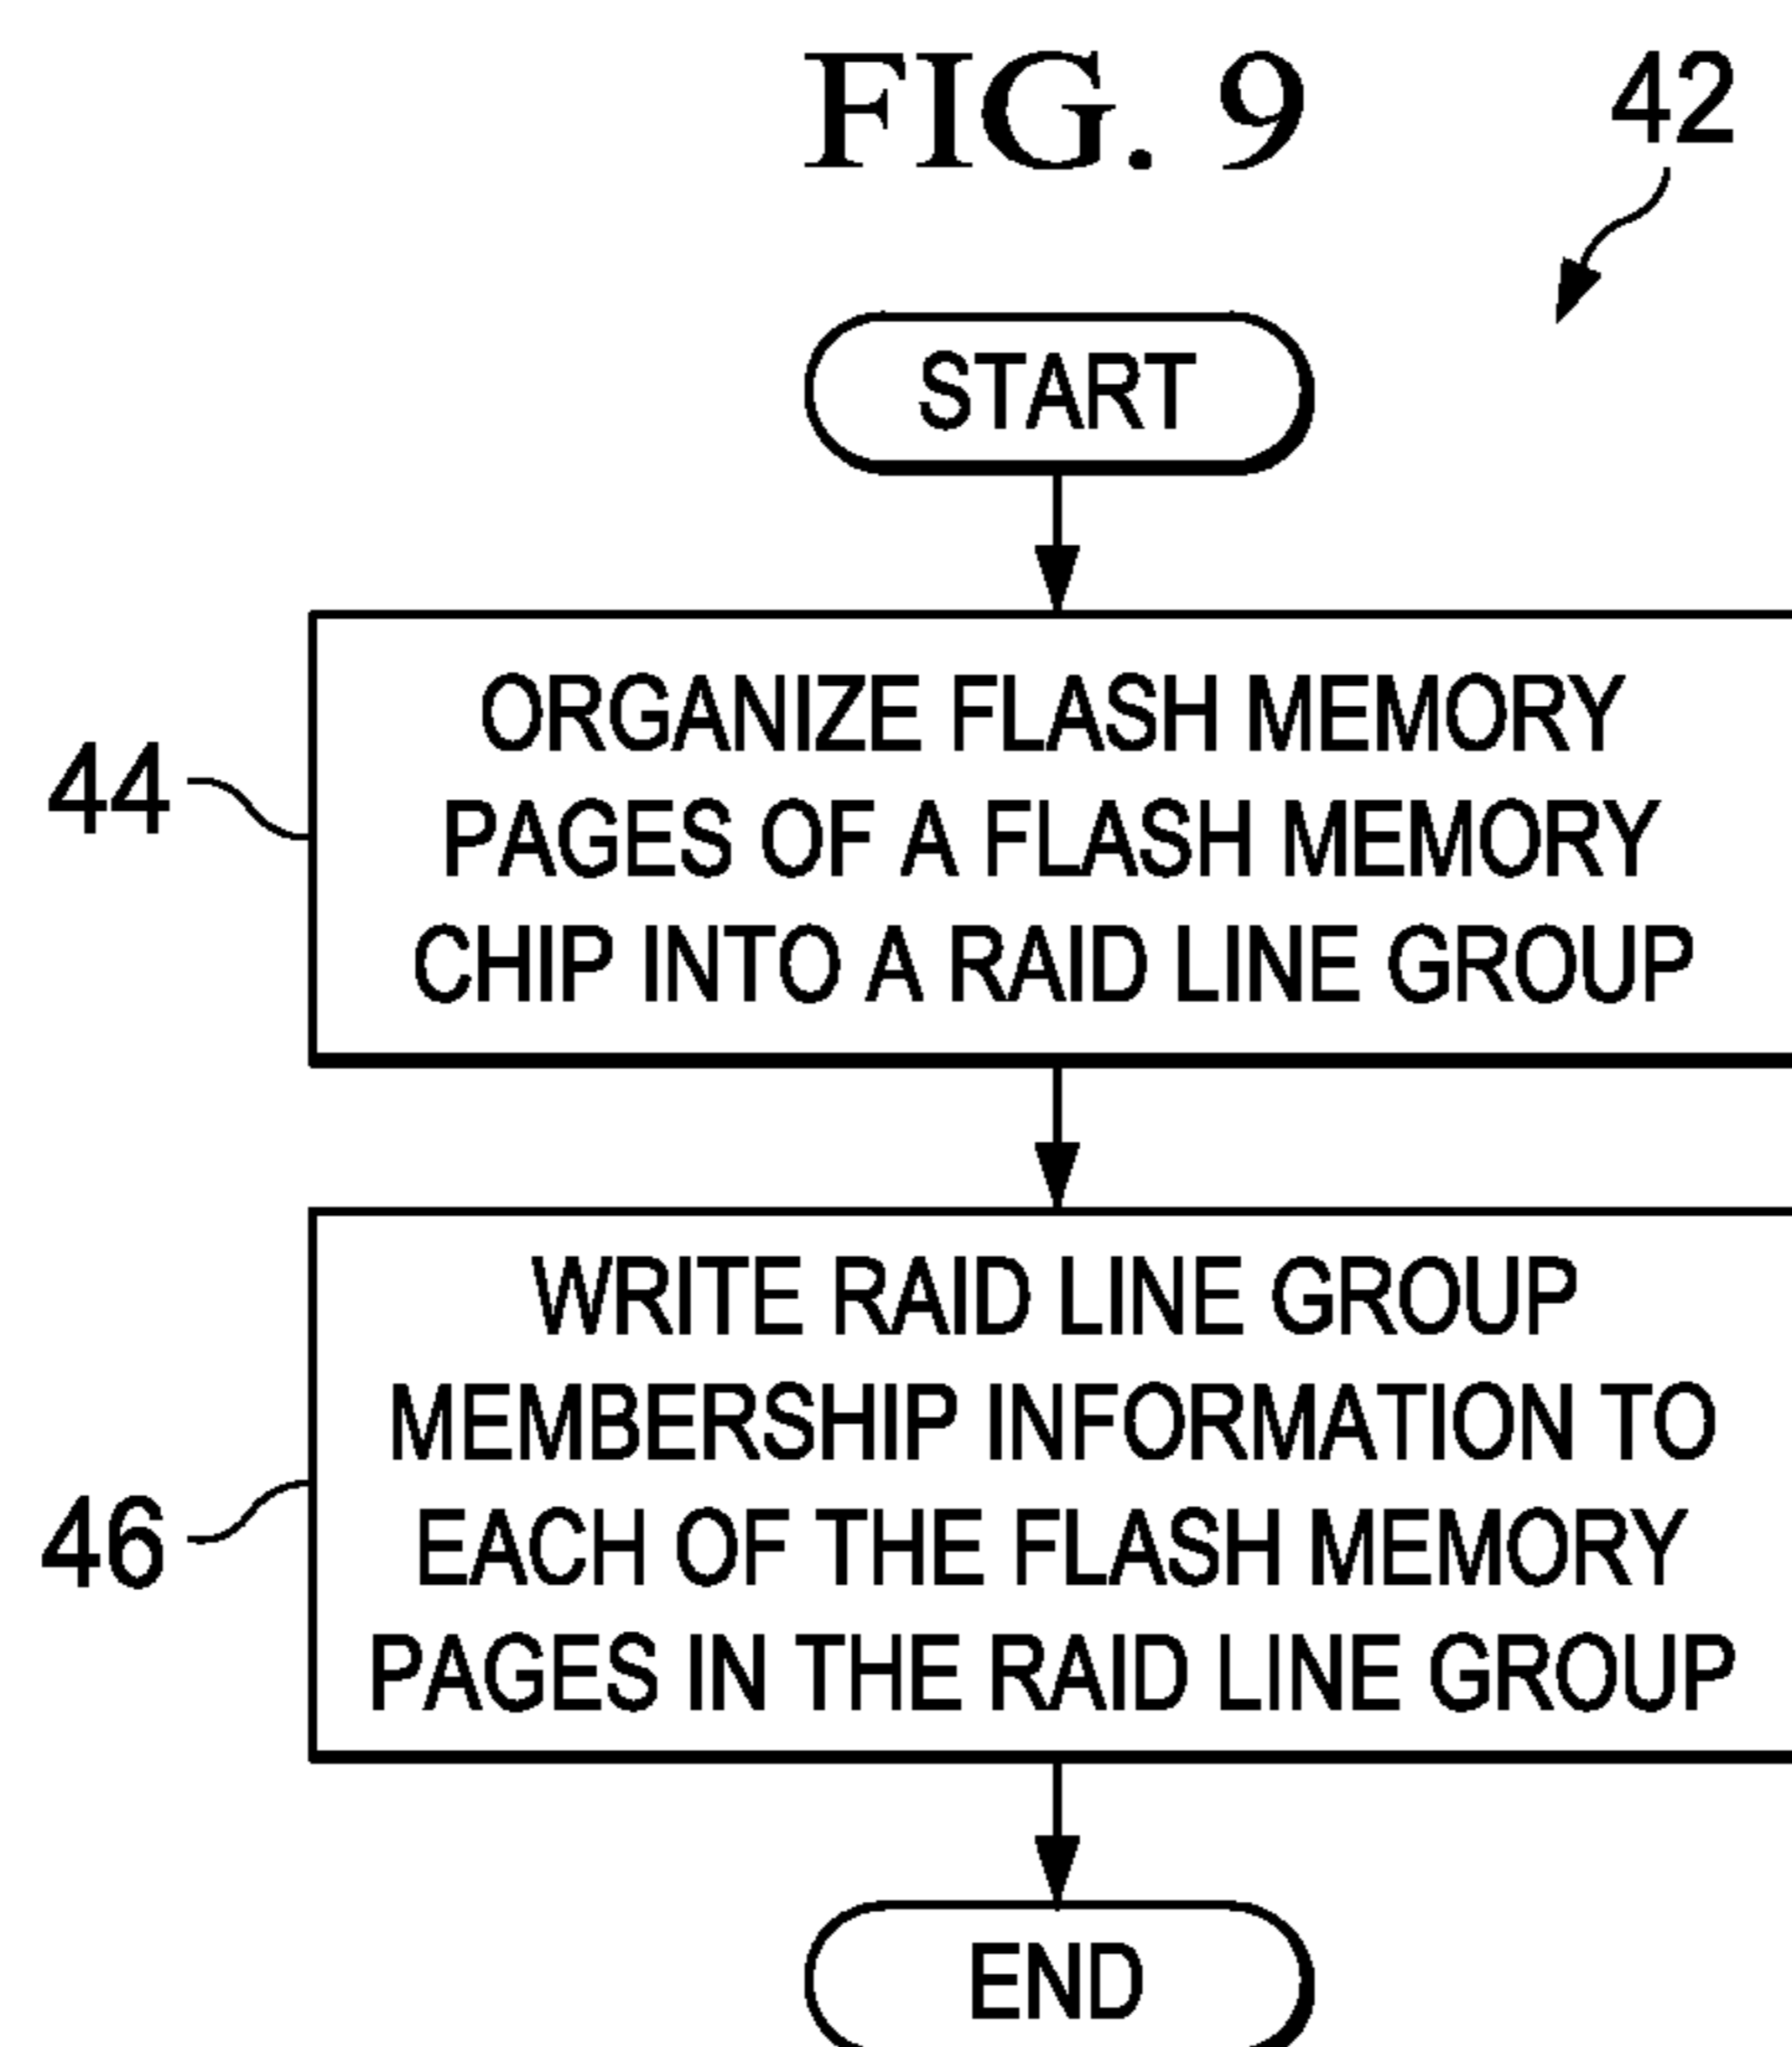 FIG. 9
42
START
44
ORGANIZE FLASH MEMORY
PAGES OF A FLASH MEMORY
CHIP INTO A RAID LINE GROUP
46
WRITE RAID LINE GROUP
MEMBERSHIP INFORMATION TO
EACH OF THE FLASH MEMORY
PAGES IN THE RAID LINE GROUP
END